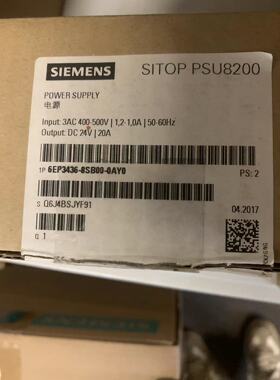 SIEMENS
SITOP PSU8200
POWER SUPPLY
电源
Input: 3AC 400-500V | 1,2-1,0A | 50-60Hz
Output: DC 24V | 20A
1P 6EP3436-8SB00-0AY0
PS: 2
S Q6J4BSJYF91
04.2017
Q 1